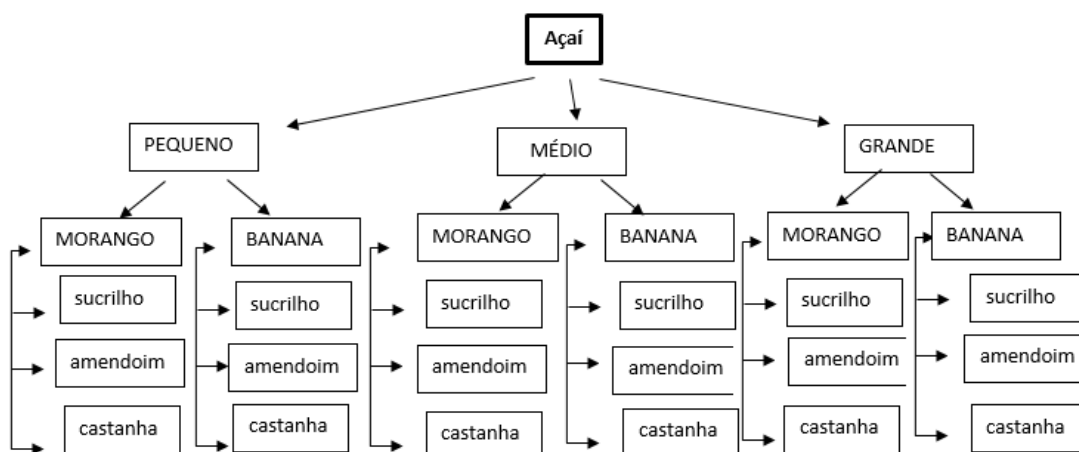 Açaí
PEQUENO
MÉDIO
GRANDE
MORANGO
BANANA
MORANGO
BANANA
MORANGO
BANANA
sucrilho
sucrilho
sucrilho
sucrilho
sucrilho
sucrilho
amendoim
amendoim
amendoim
amendoim
amendoim
amendoim
castanha
castanha
castanha
castanha
castanha
castanha